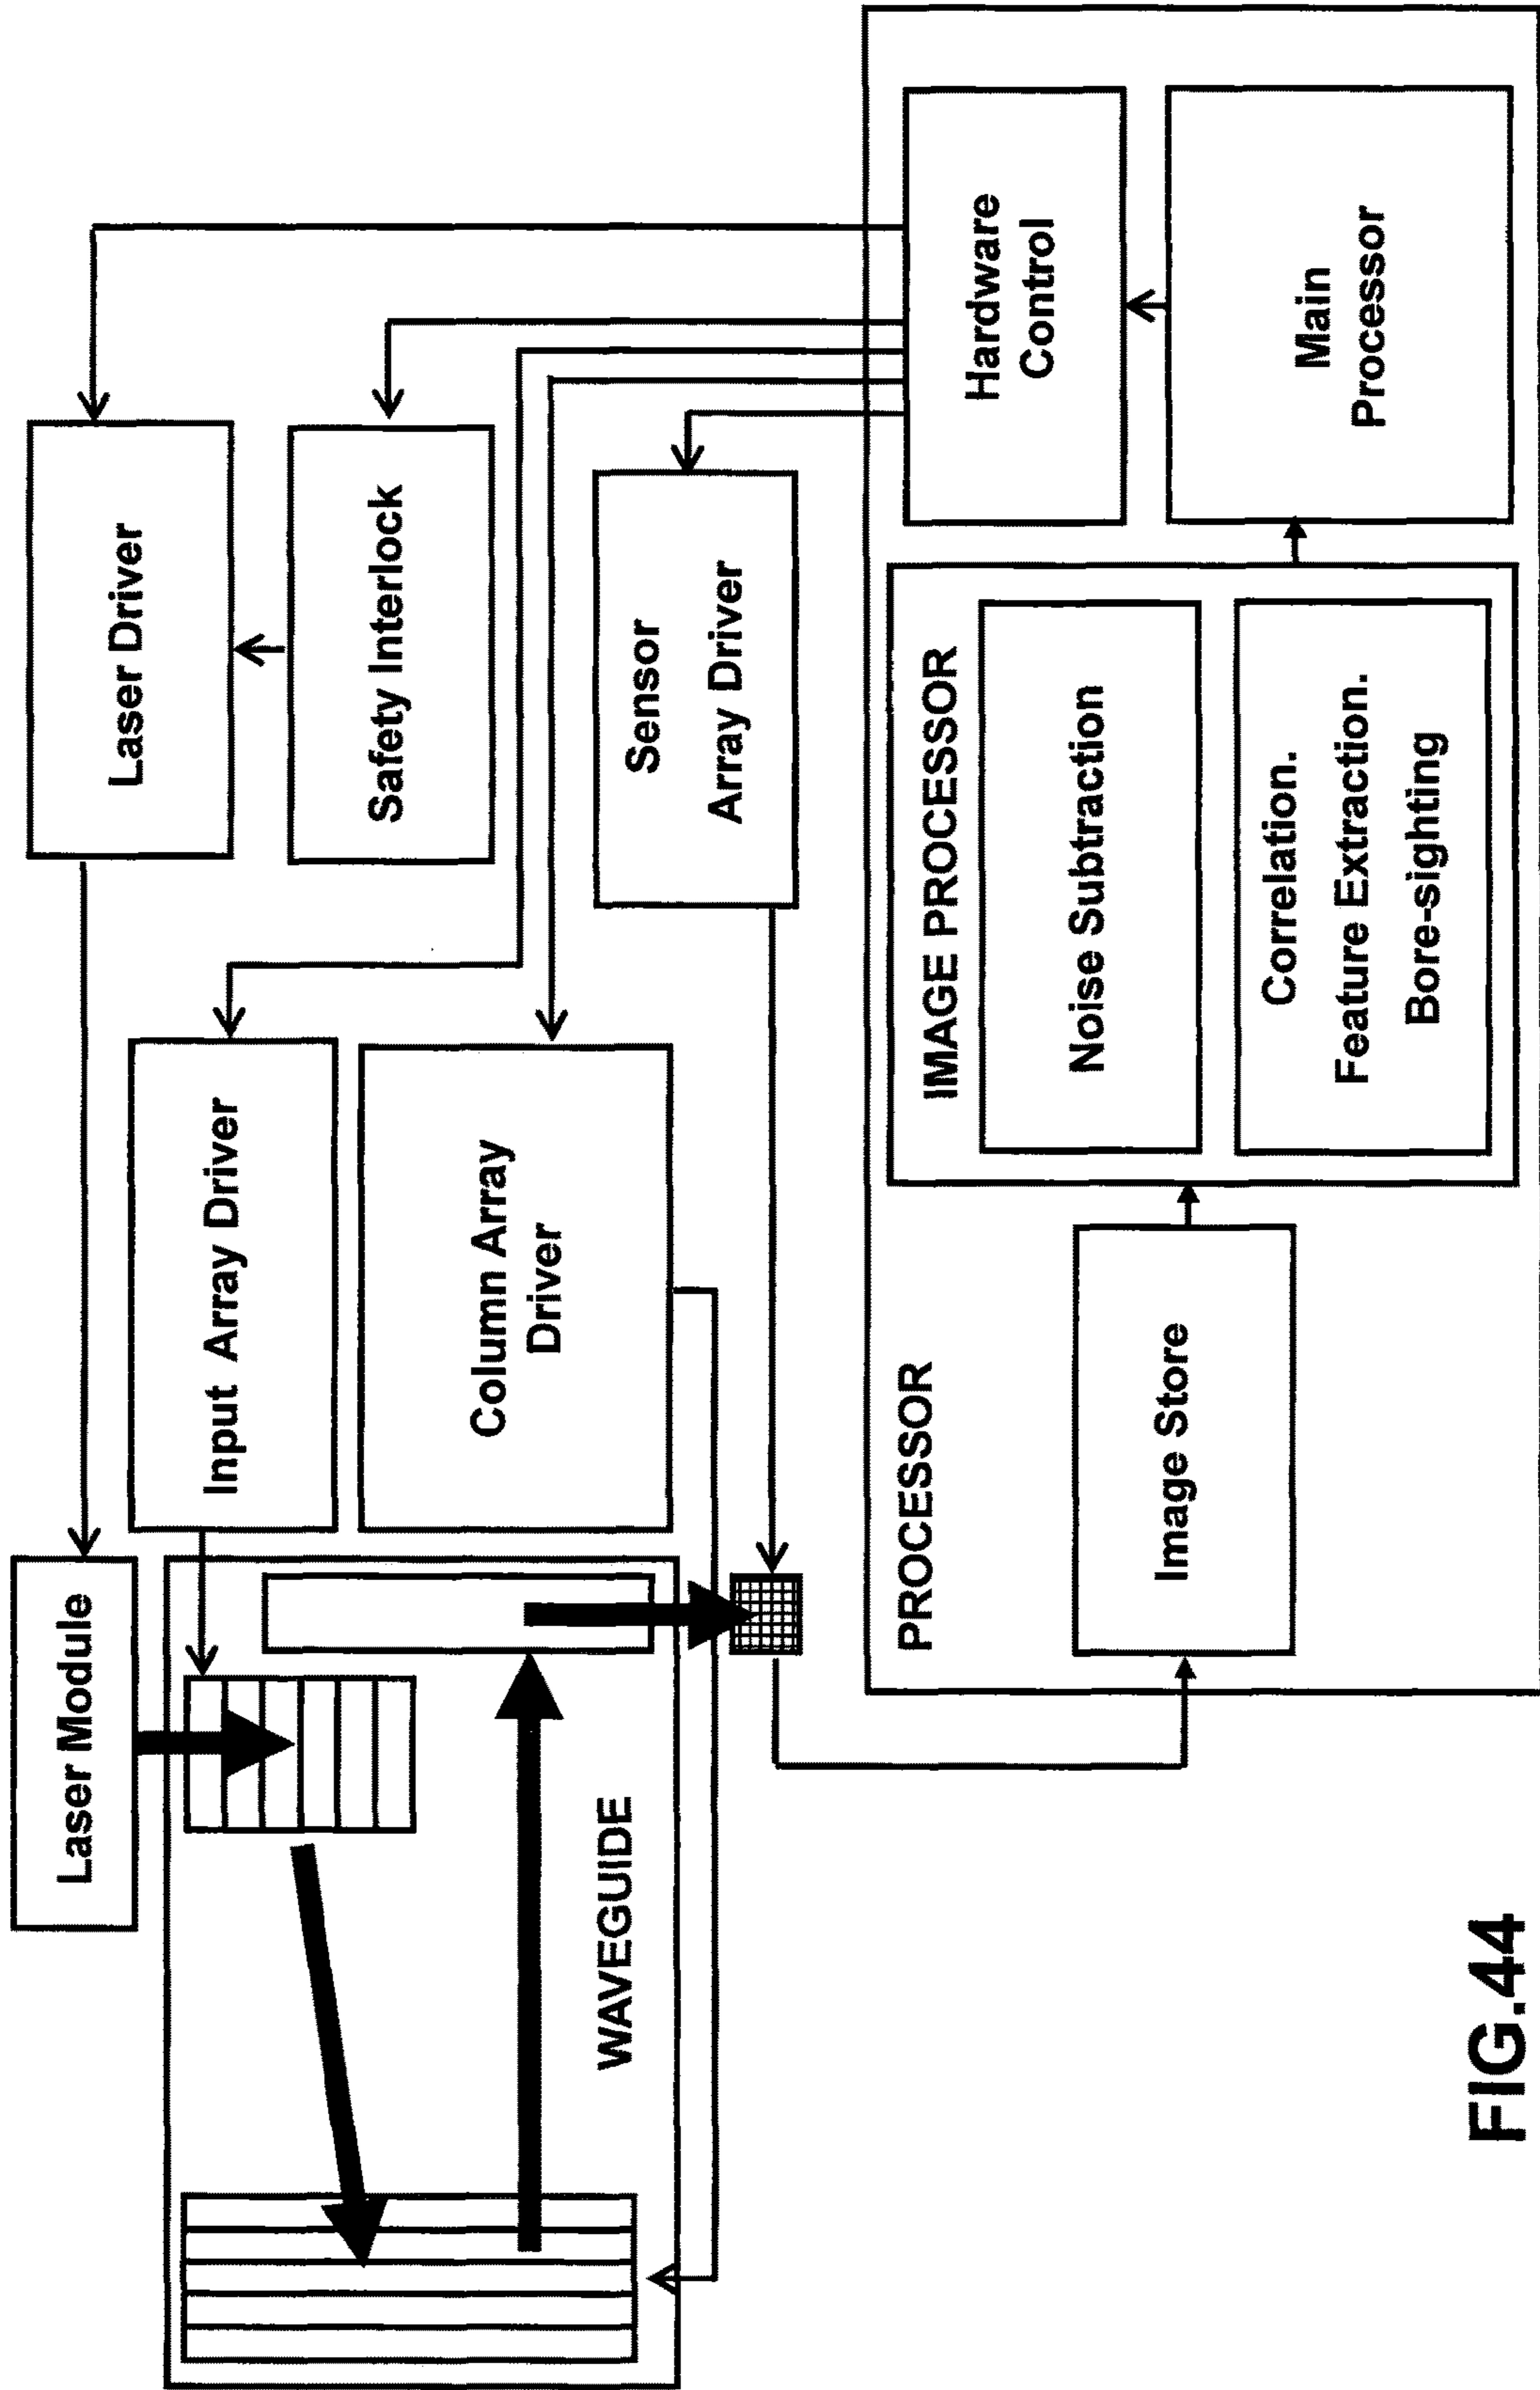 Laser Module
Laser Driver
Input Array Driver
Safety Interlock
Column Array
Driver
WAVEGUIDE
Sensor
Array Driver
PROCESSOR
IMAGE PROCESSOR
Hardware
Control
Image Store
Noise Subtraction
Correlation.
Feature Extraction.
Bore-sighting
Main
Processor
FIG.44